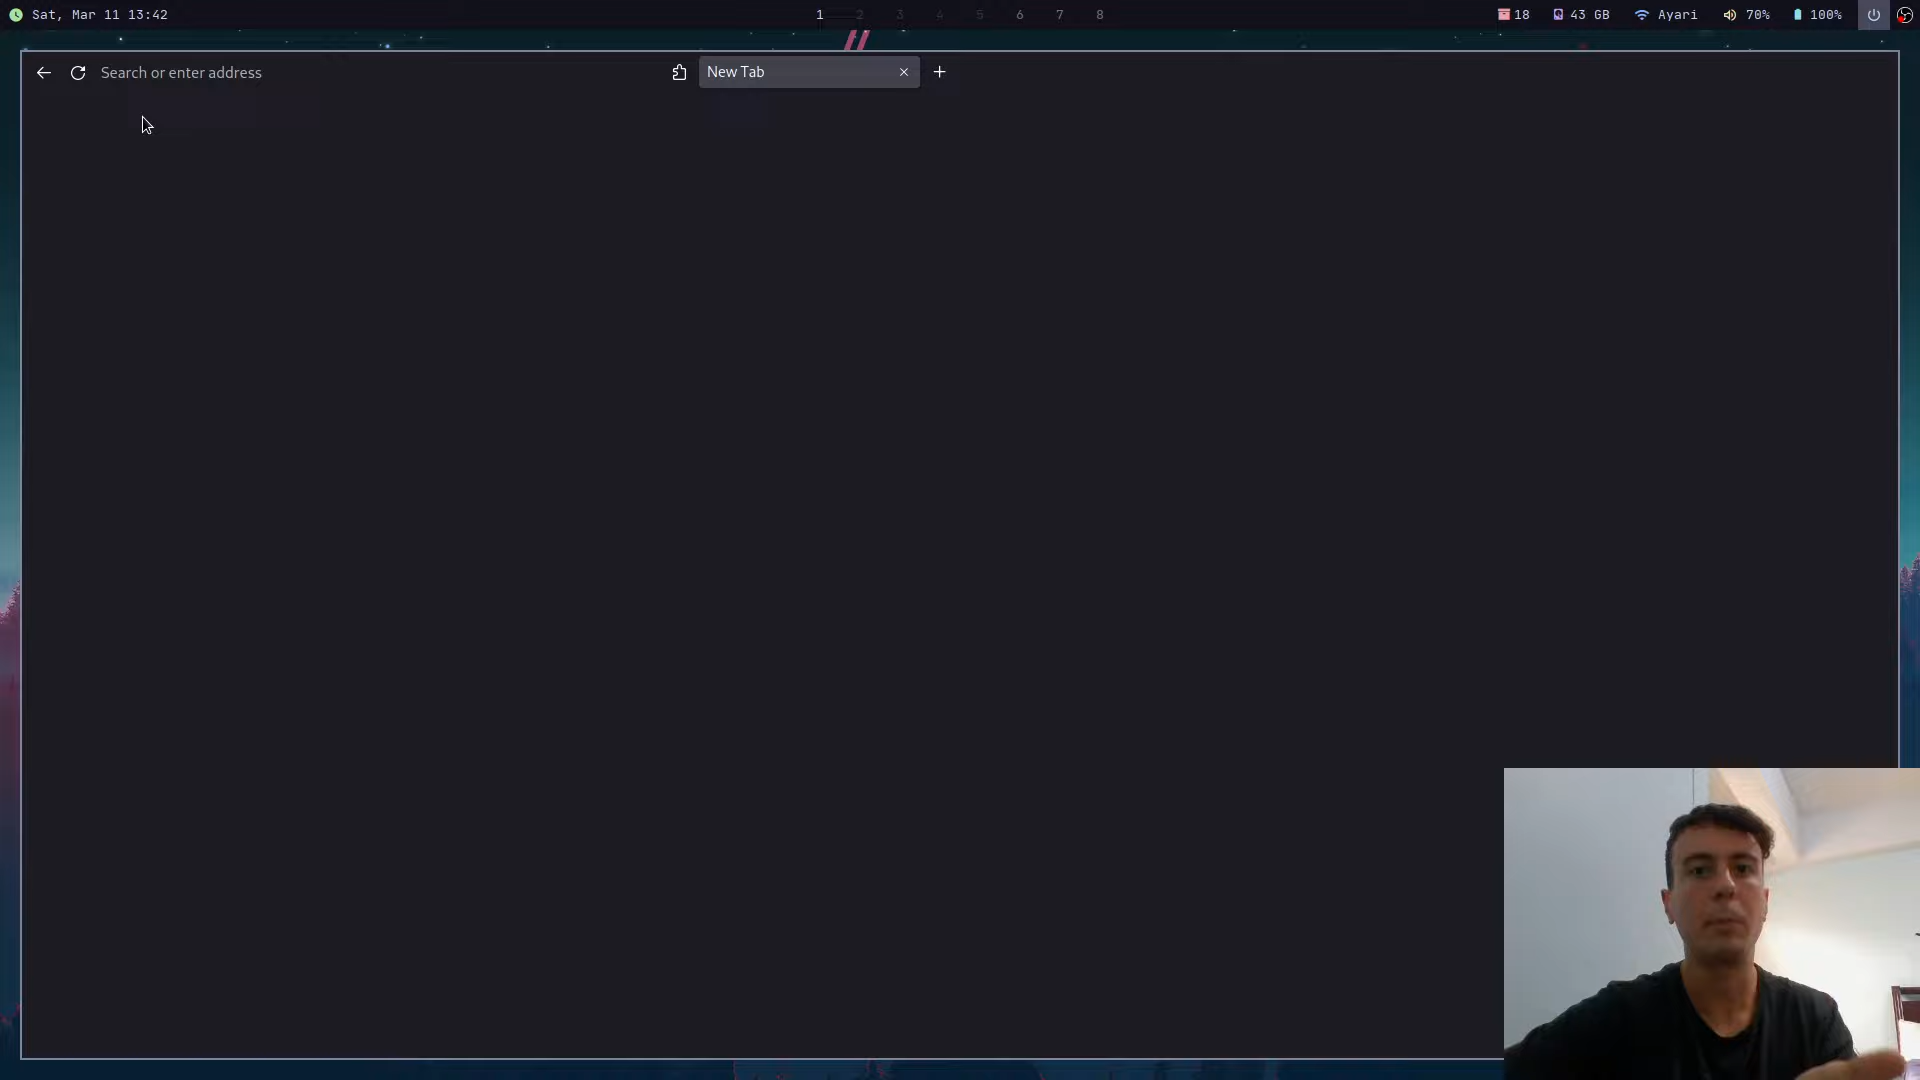 Sat, Mar 11 13:42
1 2 3 4 5 6 7 8
18 43 GB Ayari 70% 100%
Search or enter address
New Tab